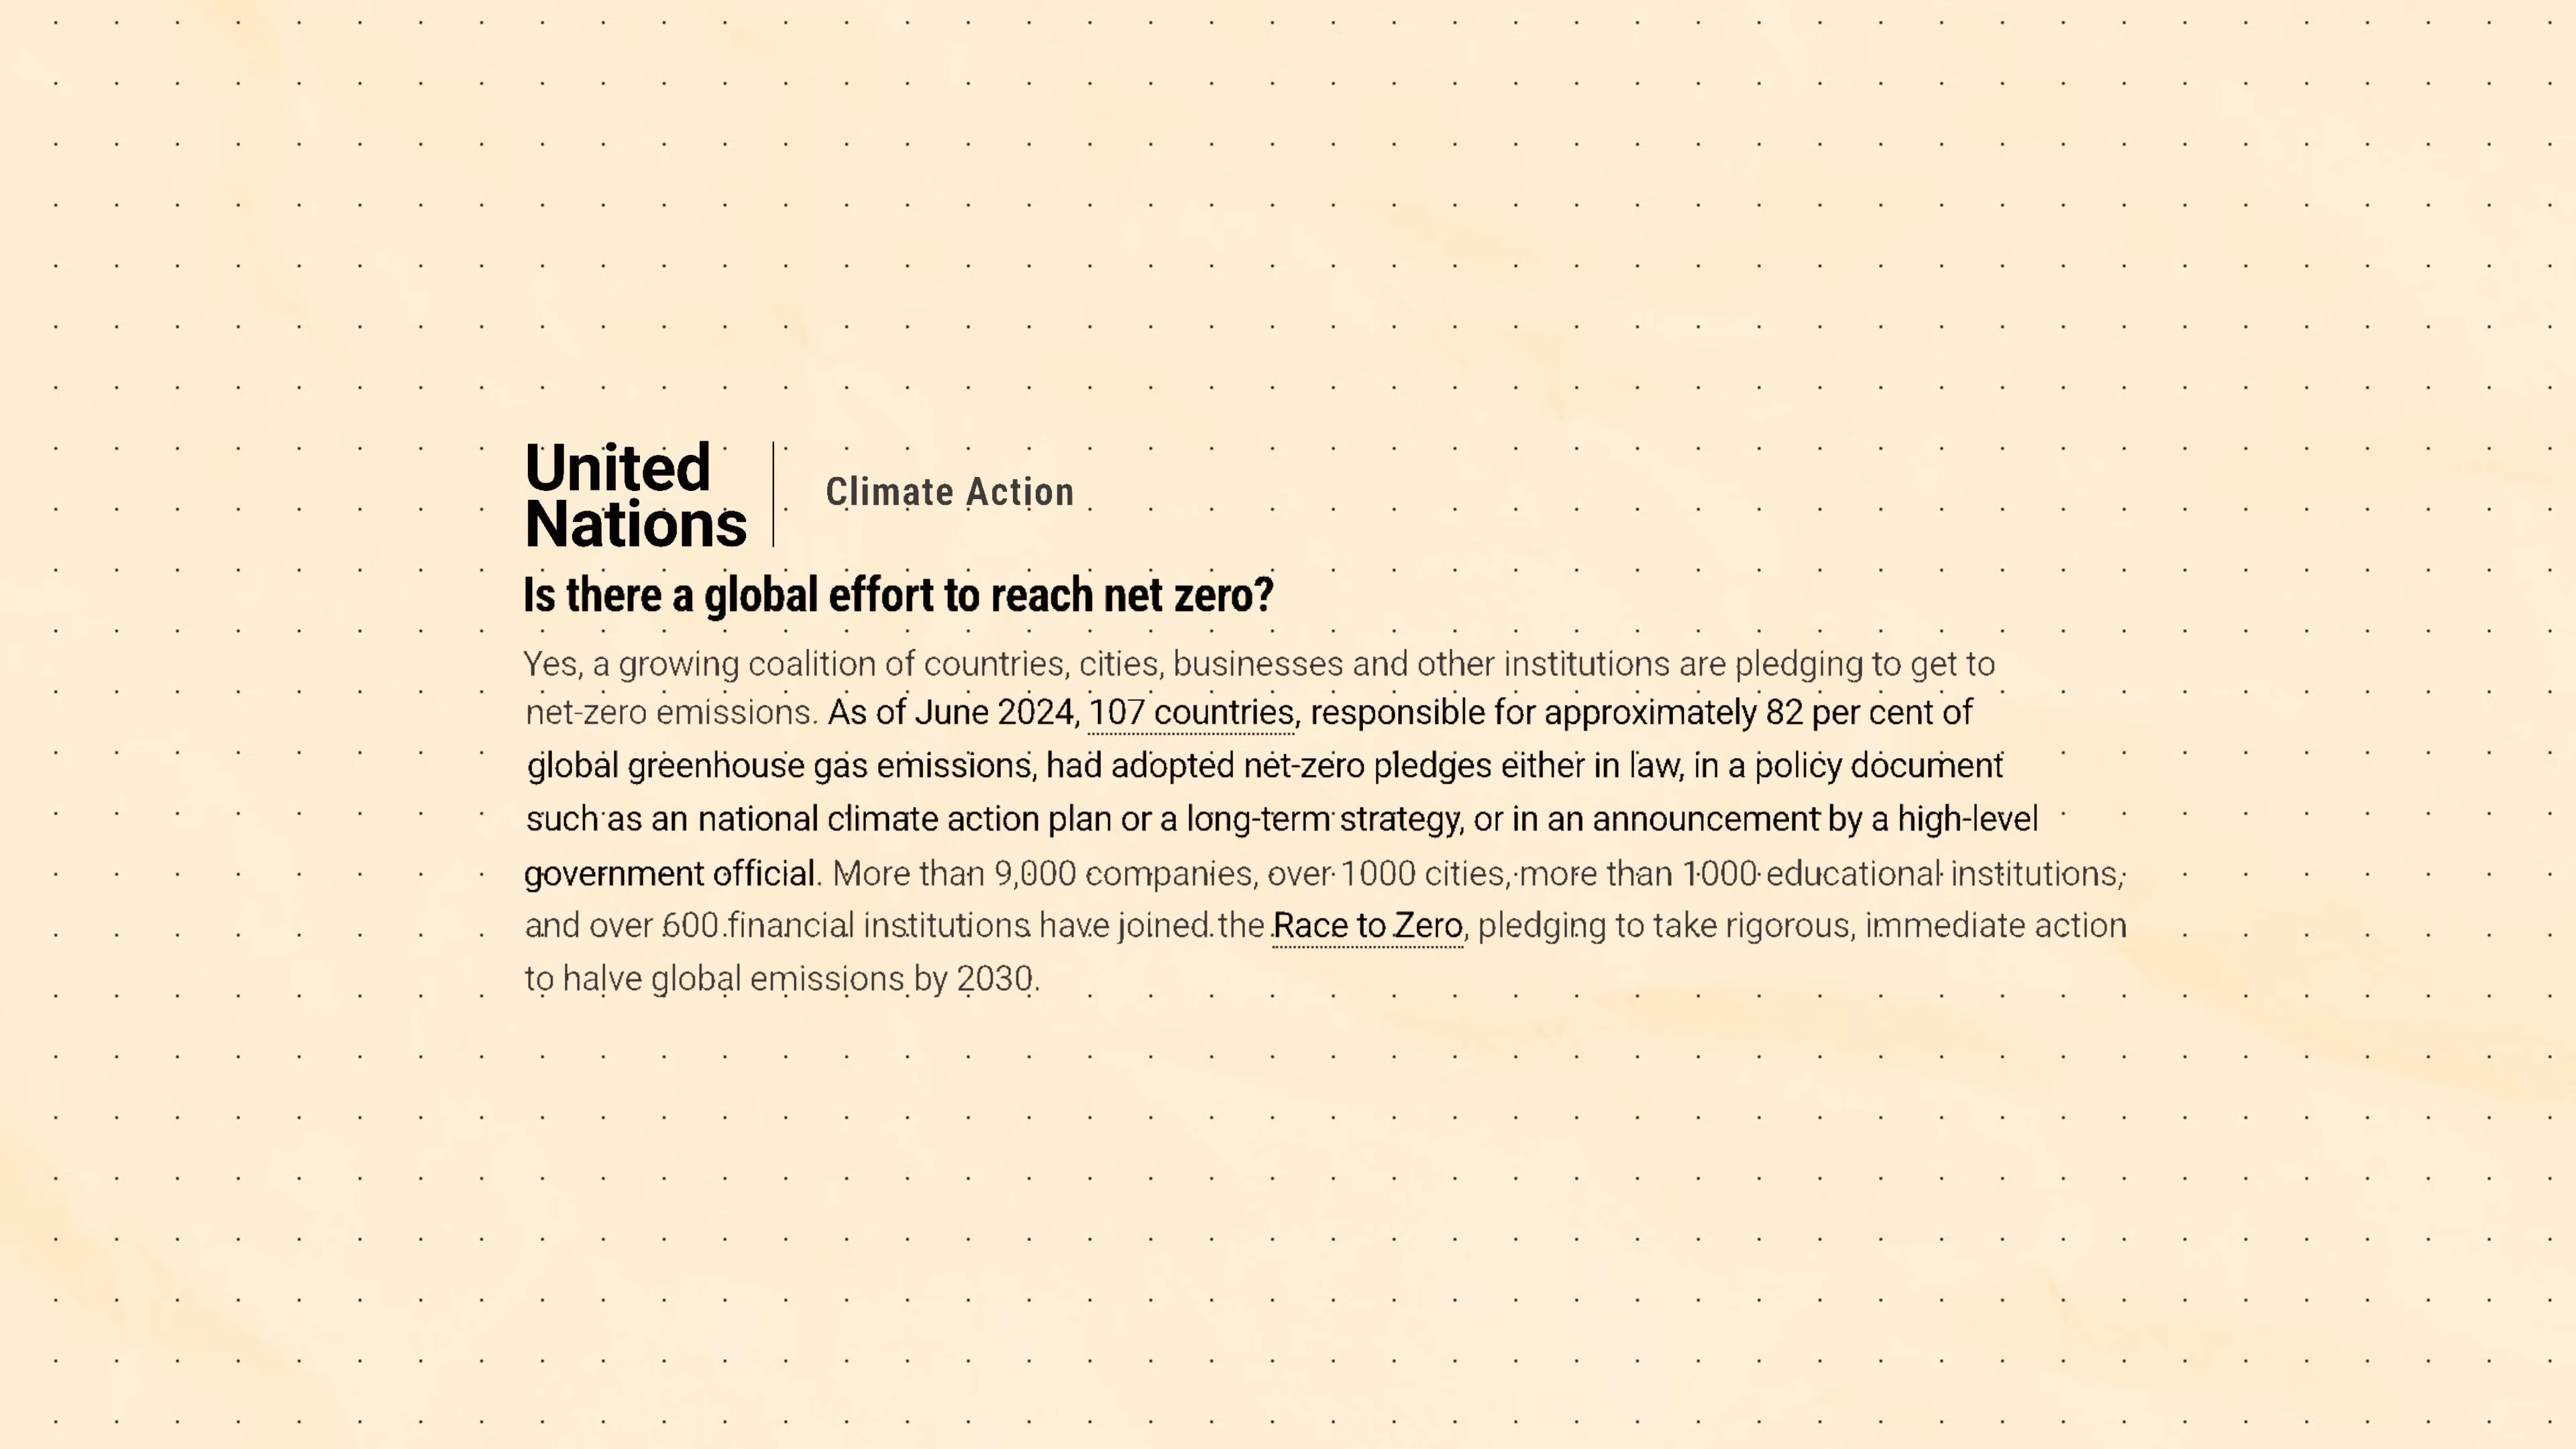 United
Nations
Climate Action
Is there a global effort to reach net zero?
Yes, a growing coalition of countries, cities, businesses and other institutions are pledging to get to
net-zero emissions. As of June 2024, 107 countries, responsible for approximately 82 per cent of
global greenhouse gas emissions, had adopted net-zero pledges either in law, in a policy document
such as an national climate action plan or a long-term strategy, or in an announcement by a high-level
government official. More than 9,000 companies, over 1000 cities, more than 1000 educational institutions,
and over 600 financial institutions have joined the Race to Zero, pledging to take rigorous, immediate action
to halve global emissions by 2030.